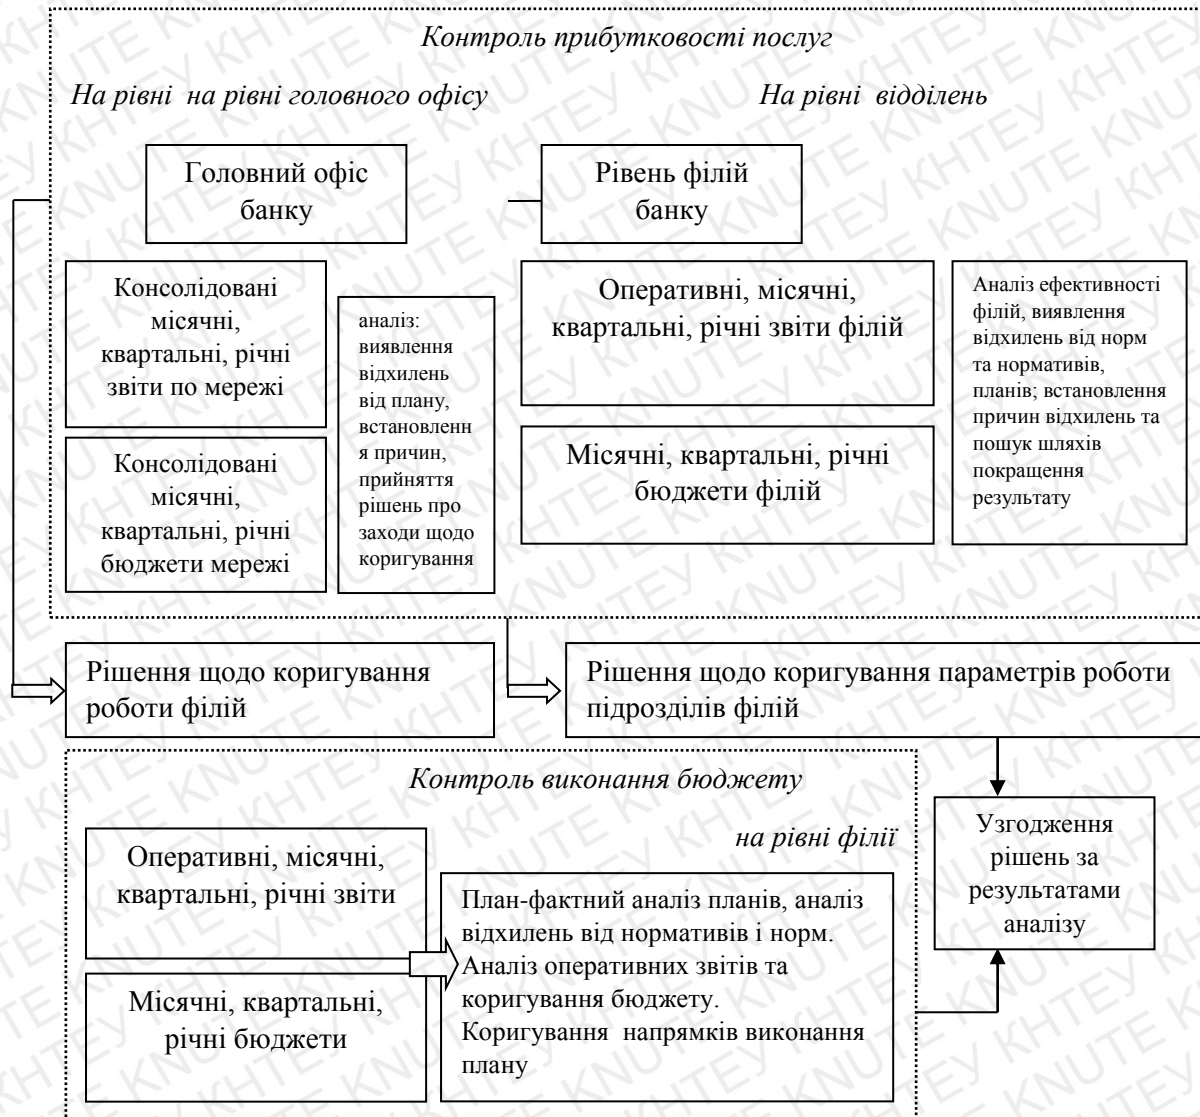 Контроль прибутковості послуг
На рівні на рівні головного офісу
На рівні відділень
Головний офіс
банку
Рівень філій
банку
Консолідовані
місячні,
квартальні, річні
звіти по мережі
Консолідовані
місячні,
квартальні, річні
бюджети мережі
аналіз:
виявлення
відхилень
від плану,
встановленн
я причин,
прийняття
рішень про
заходи щодо
коригування
Оперативні, місячні,
квартальні, річні звіти філій
Місячні, квартальні, річні
бюджети філій
Аналіз ефективності
філій, виявлення
відхилень від норм
та нормативів,
планів; встановлення
причин відхилень та
пошук шляхів
покращення
результату
Рішення щодо коригування
роботи філій
Рішення щодо коригування параметрів роботи
підрозділів філій
Контроль виконання бюджету
на рівні філії
Оперативні, місячні,
квартальні, річні звіти
Місячні, квартальні,
річні бюджети
План-фактний аналіз планів, аналіз
відхилень від нормативів і норм.
Аналіз оперативних звітів та
коригування бюджету.
Коригування напрямків виконання
плану
Узгодження
рішень за
результатами
аналізу